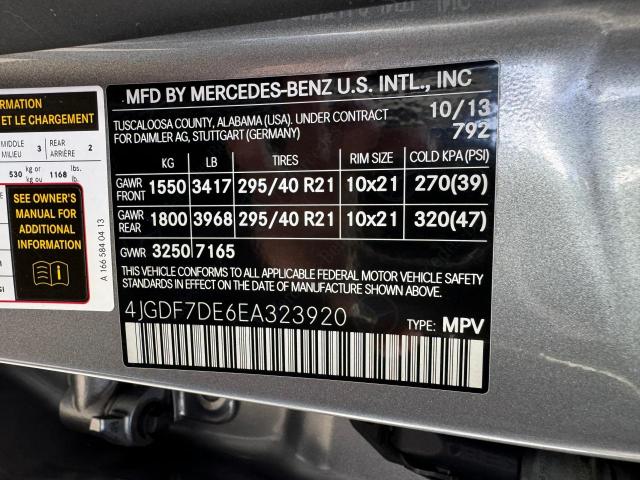 MFD BY MERCEDES-BENZ U.S. INTL., INC
TUSCALOOSA COUNTY, ALABAMA (USA). UNDER CONTRACT 10/13
FOR DAIMLER AG, STUTTGART (GERMANY) 792
KG LB TIRES RIM SIZE COLD KPA (PSI)
GAWR FRONT 1550 3417 295/40 R21 10x21 270(39)
GAWR REAR 1800 3968 295/40 R21 10x21 320(47)
GVWR 3250 7165
THIS VEHICLE CONFORMS TO ALL APPLICABLE FEDERAL MOTOR VEHICLE SAFETY
STANDARDS IN EFFECT ON THE DATE OF MANUFACTURE SHOWN ABOVE.
4JGDF7DE6EA323920
TYPE: MPV
ET LE CHARGEMENT
MIDDLE 3 REAR 2
MILIEU ARRIÈRE
530 kg or 1168 lbs.
kg ou lb.
SEE OWNER'S
MANUAL FOR
ADDITIONAL
INFORMATION
A 166 584 04 13